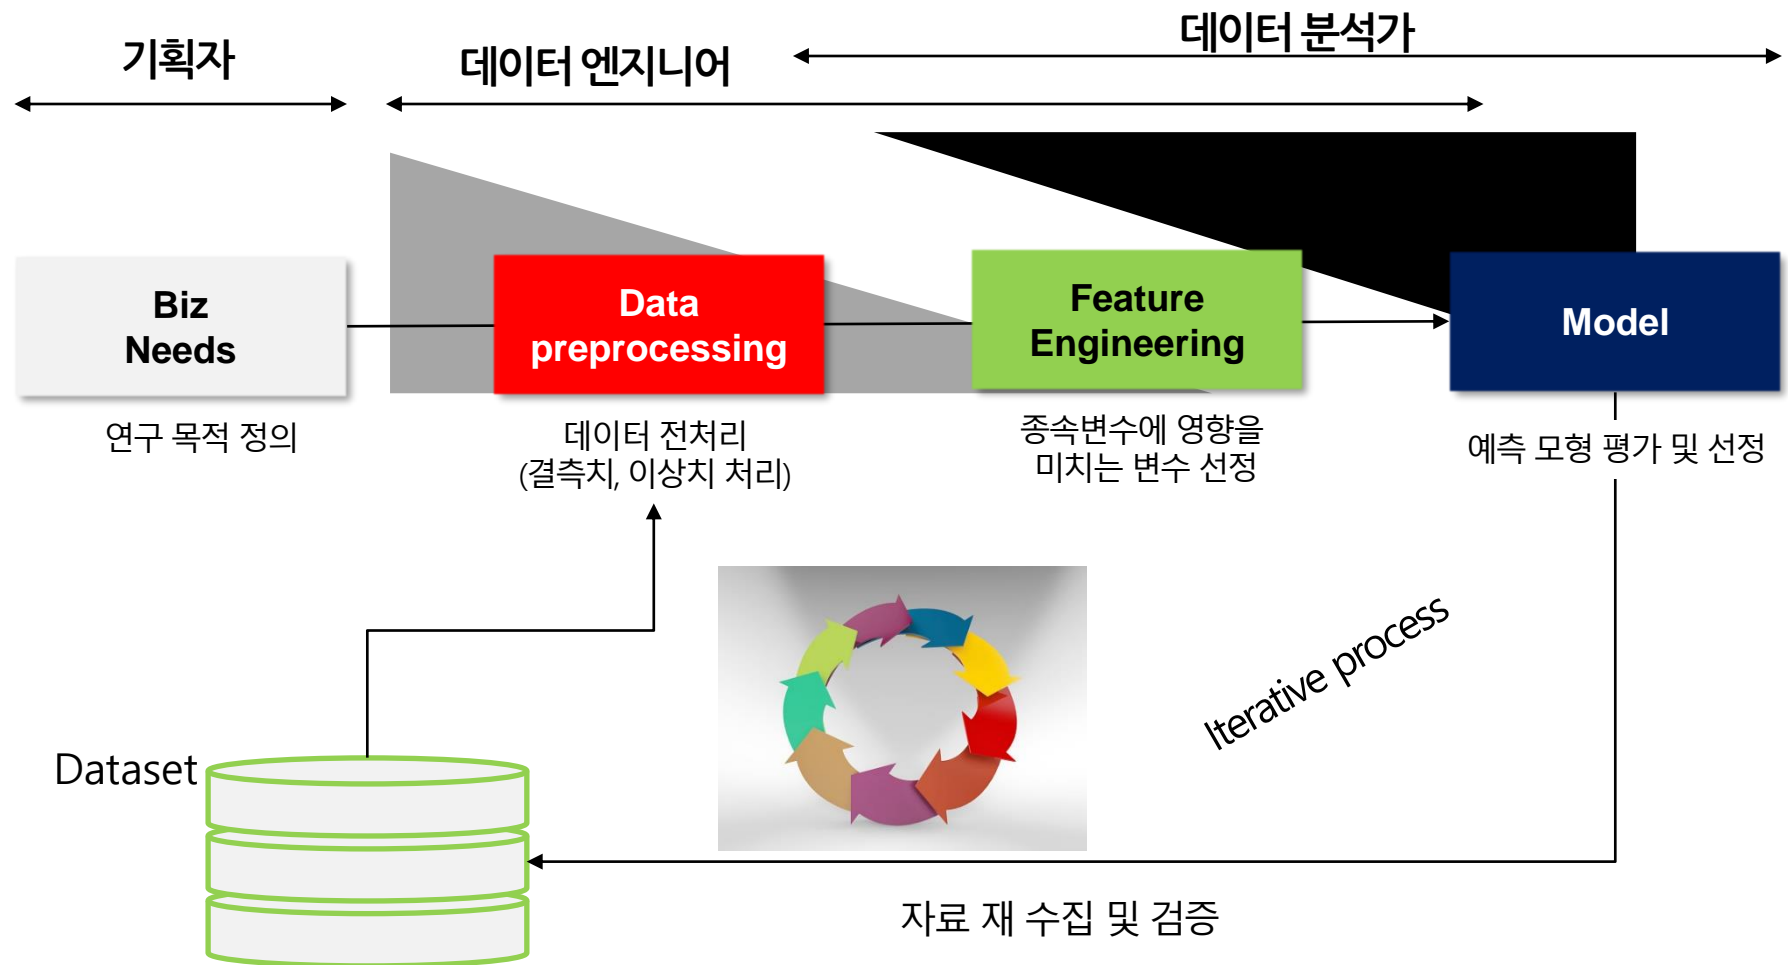 기획자
데이터 엔지니어
데이터 분석가
Biz
Needs
Data
preprocessing
Feature
Engineering
Model
연구 목적 정의
데이터 전처리
(결측치, 이상치 처리)
종속변수에 영향을
미치는 변수 선정
예측 모형 평가 및 선정
Iterative process
Dataset
자료 재 수집 및 검증